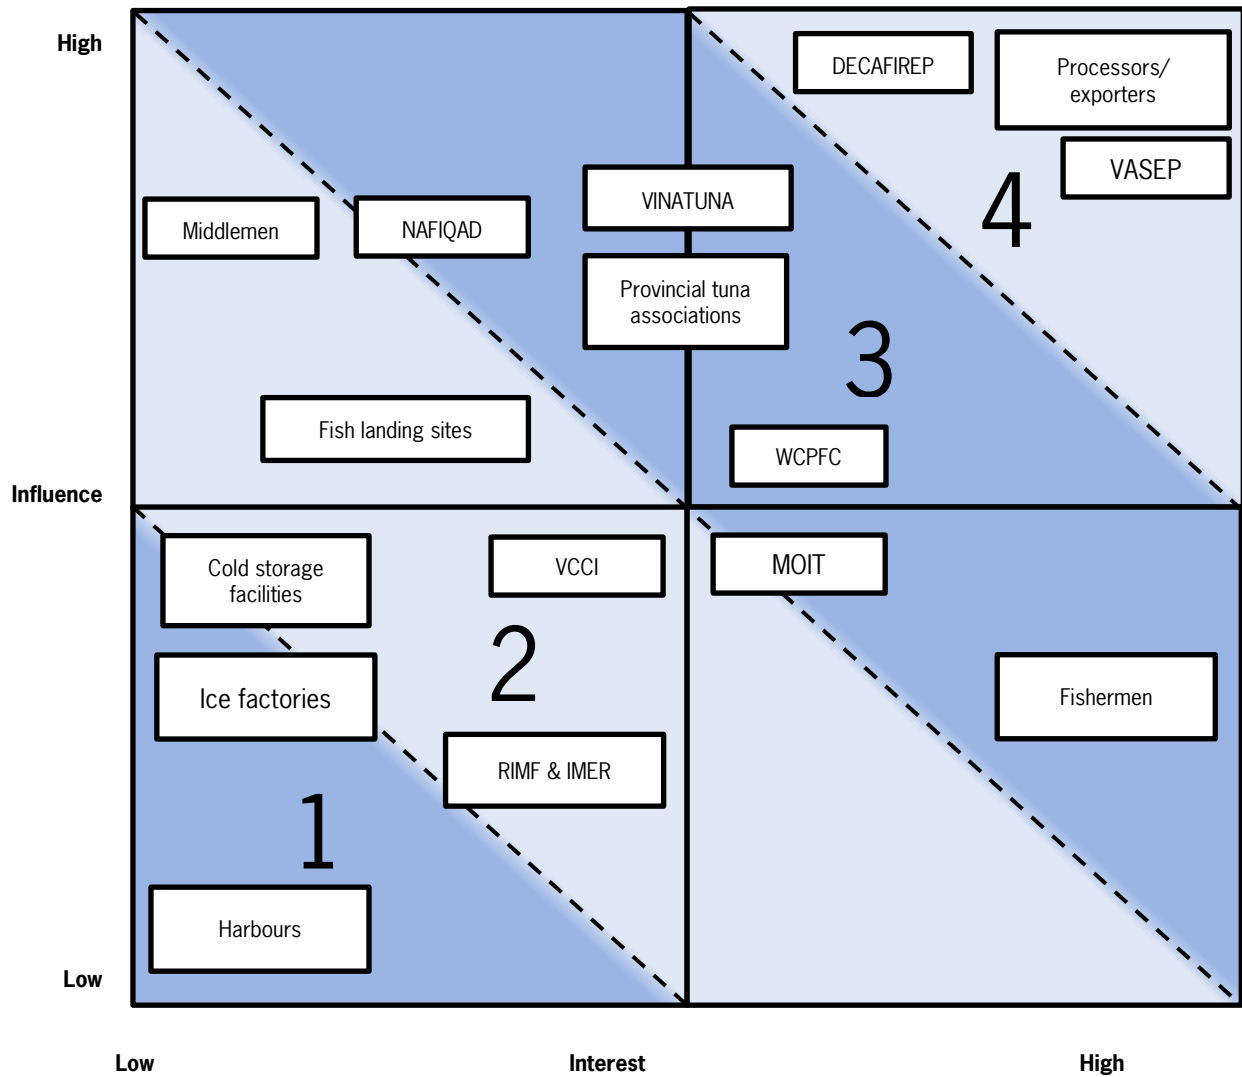 High
DECAFIREP
Processors/
exporters
VASEP
4
VINATUNA
Middlemen
NAFIQAD
Provincial tuna
associations
3
Fish landing sites
WCPFC
Influence
Cold storage
facilities
VCCI
MOIT
2
Ice factories
Fishermen
RIMF & IMER
1
Harbours
Low
Low
Interest
High